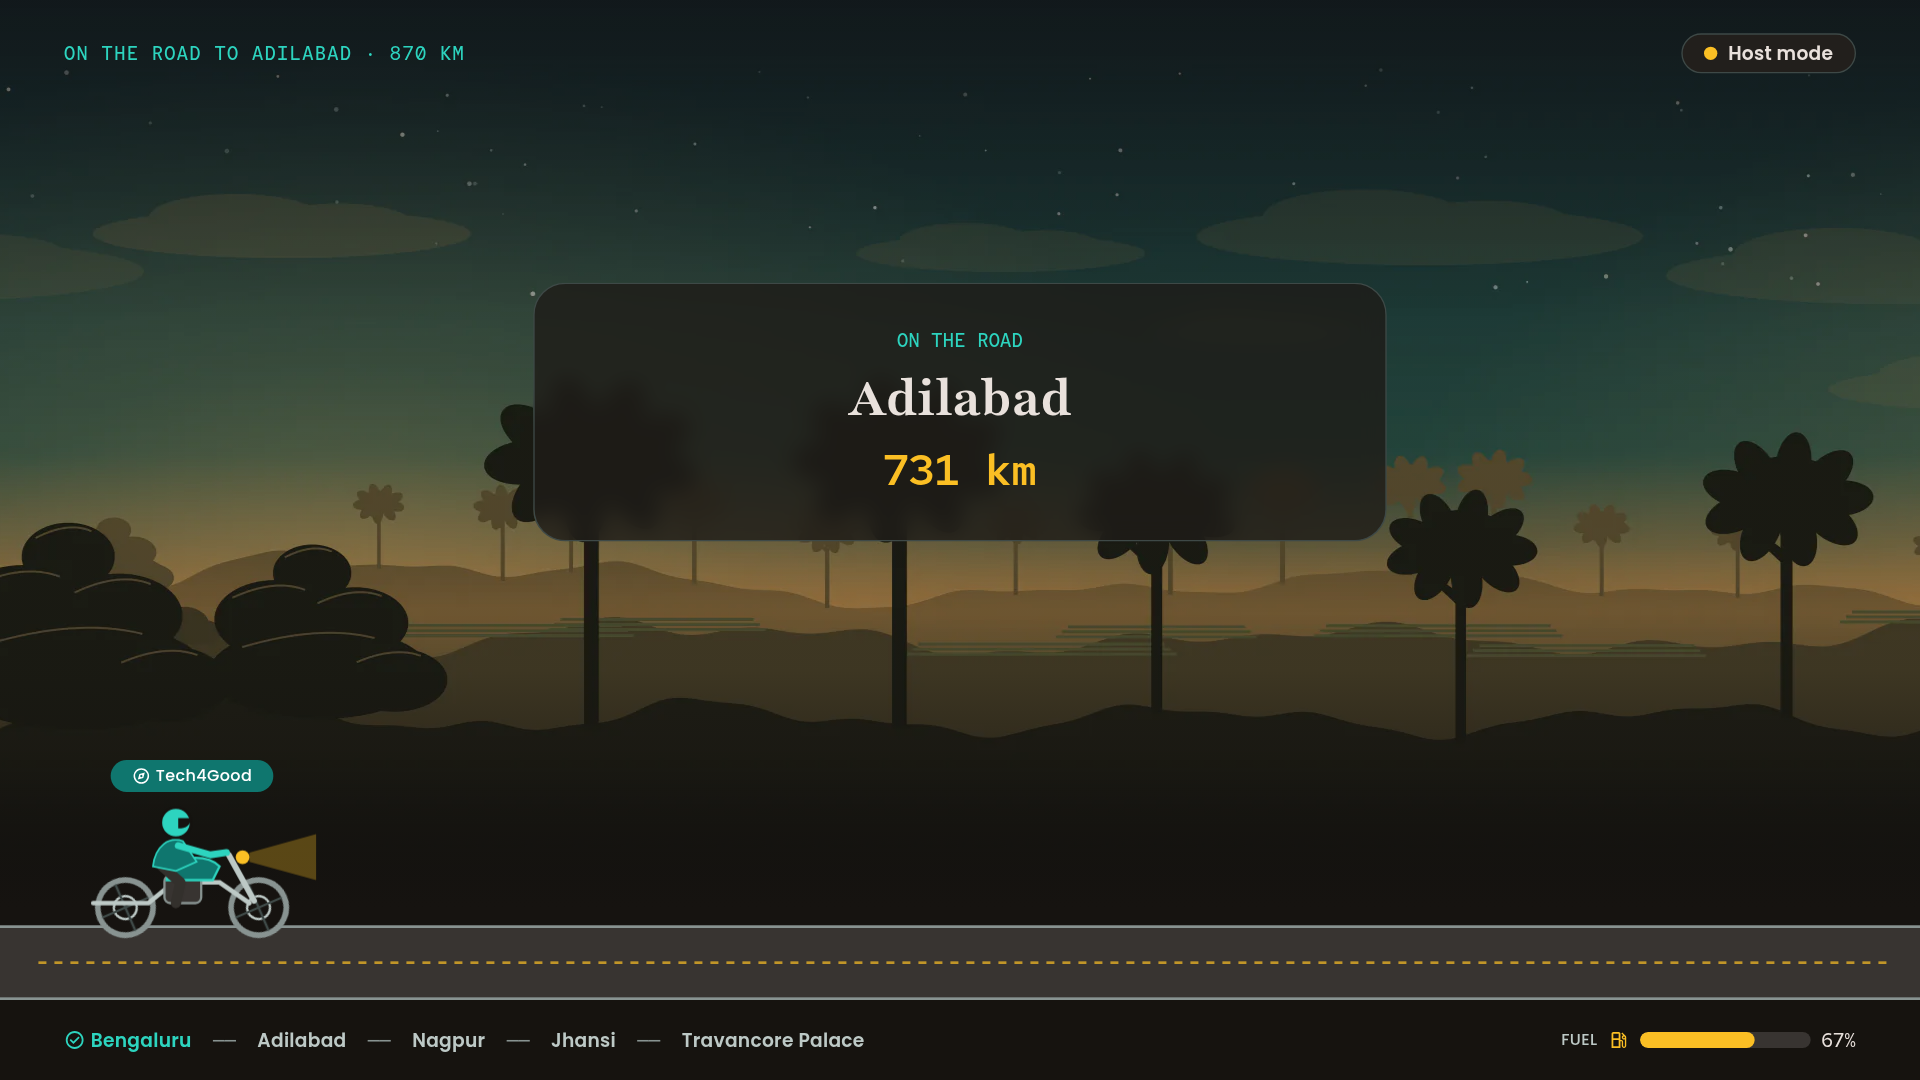 ON THE ROAD TO ADILABAD · 870 KM
Host mode
ON THE ROAD
Adilabad
731 km
Tech4Good
Bengaluru — Adilabad — Nagpur — Jhansi — Travancore Palace
FUEL 67%